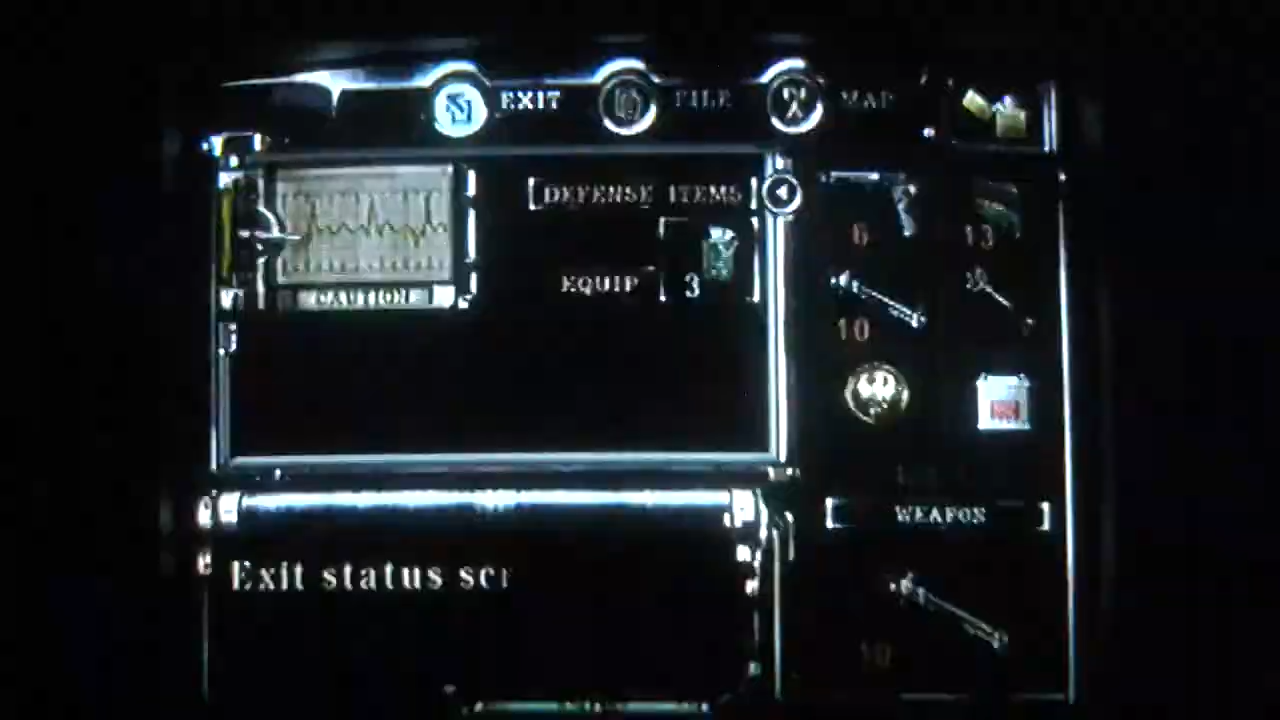 EXIT FILE MAP
[DEFENSE ITEMS]
6 13
EQUIP 3
10
CAUTION
WEAPON
Exit status scr
10